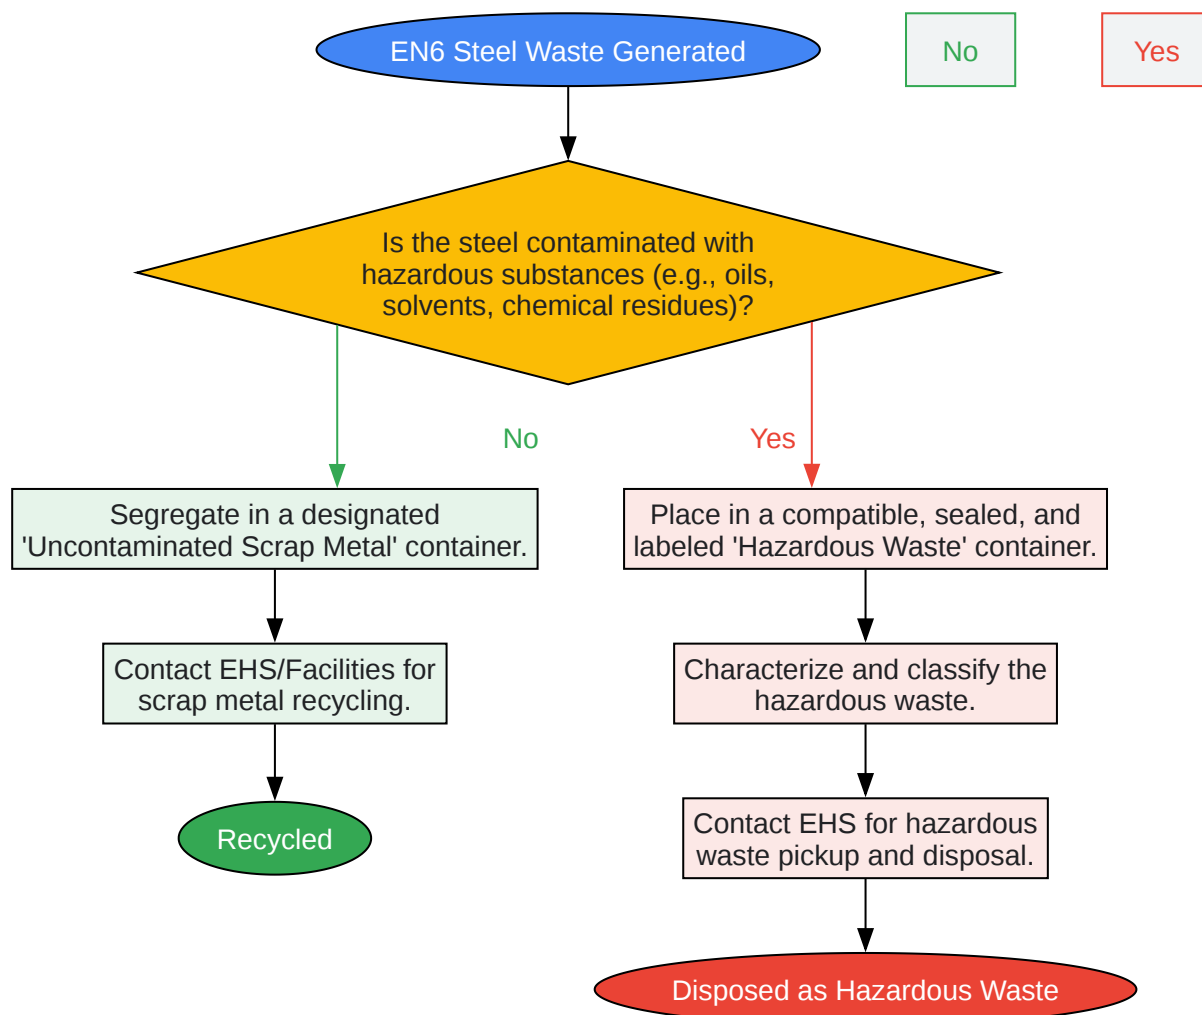 EN6 Steel Waste Generated
No
Yes
Is the steel contaminated with
hazardous substances (e.g., oils,
solvents, chemical residues)?
No
Yes
Segregate in a designated
'Uncontaminated Scrap Metal' container.
Place in a compatible, sealed, and
labeled 'Hazardous Waste' container.
Contact EHS/Facilities for
scrap metal recycling.
Characterize and classify the
hazardous waste.
Recycled
Contact EHS for hazardous
waste pickup and disposal.
Disposed as Hazardous Waste